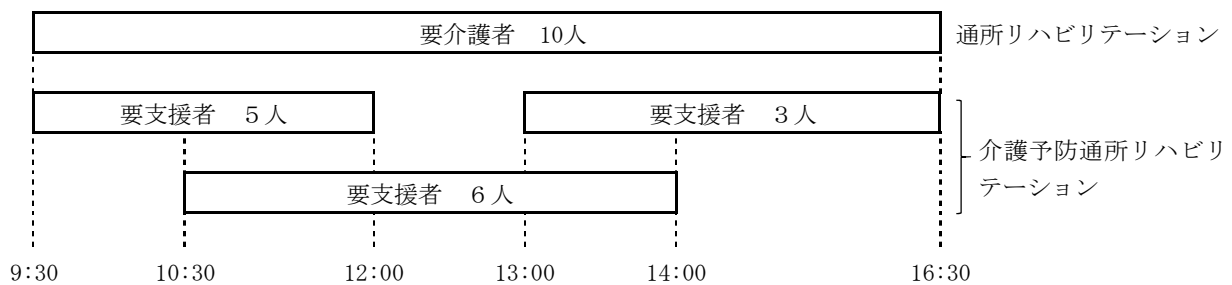 要介護者　10人
通所リハビリテーション
要支援者　５人
要支援者　３人
要支援者　６人
介護予防通所リハビリ
テーション
9:30
10:30
12:00
13:00
14:00
16:30